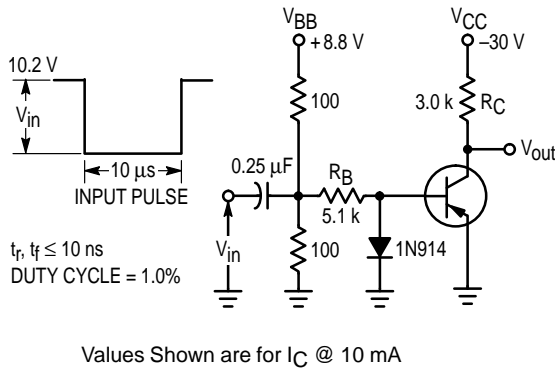 10.2 V
Vin
10 μs
INPUT PULSE
tr, tf ≤ 10 ns
DUTY CYCLE = 1.0%
VBB
+8.8 V
100
0.25 μF
RB
5.1 k
Vin
100
1N914
VCC
–30 V
3.0 k
RC
Vout
Values Shown are for IC @ 10 mA